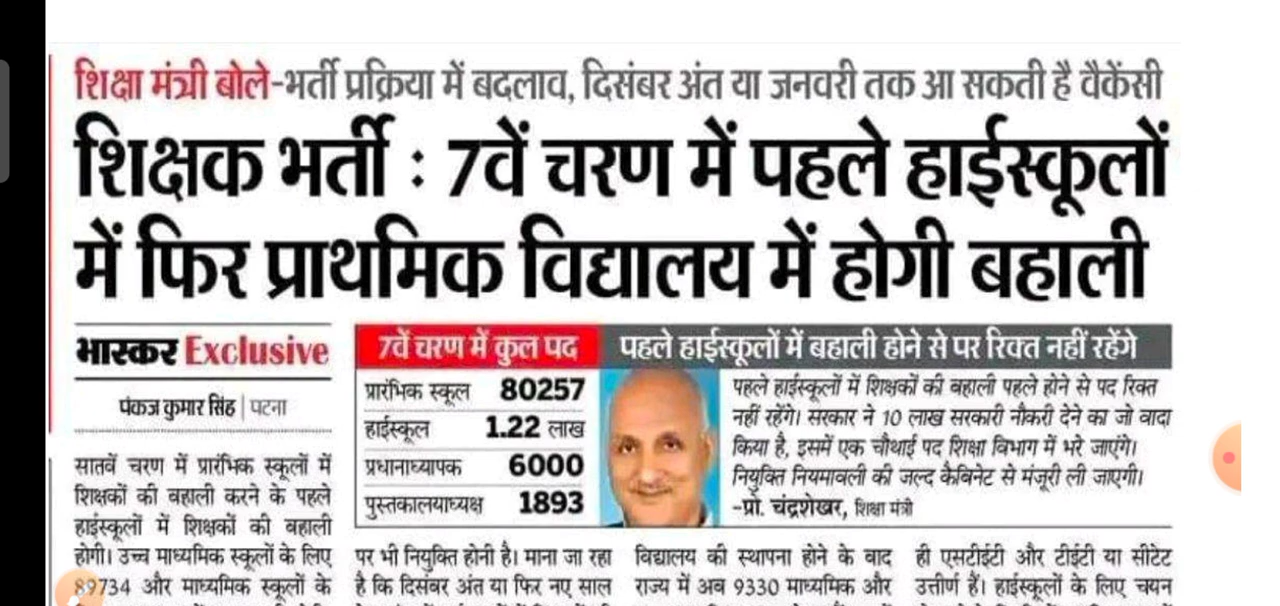 शिक्षा मंत्री बोले-भर्ती प्रक्रिया में बदलाव, दिसंबर अंत या जनवरी तक आ सकती है वैकेंसी
शिक्षक भर्ती : 7वें चरण में पहले हाईस्कूलों
में फिर प्राथमिक विद्यालय में होगी बहाली
भास्कर Exclusive
पंकज कुमार सिंह | पटना
सातवें चरण में प्रारंभिक स्कूलों में
शिक्षकों की बहाली करने के पहले
हाईस्कूलों में शिक्षकों की बहाली
होगी। उच्च माध्यमिक स्कूलों के लिए
89734 और माध्यमिक स्कूलों के
7वें चरण में कुल पद
प्रारंभिक स्कूल 80257
हाईस्कूल 1.22 लाख
प्रधानाध्यापक 6000
पुस्तकालयाध्यक्ष 1893
पहले हाईस्कूलों में बहाली होने से पर रिक्त नहीं रहेंगे
पहले हाईस्कूलों में शिक्षकों की बहाली पहले होने से पद रिक्त
नहीं रहेंगे। सरकार ने 10 लाख सरकारी नौकरी देने का जो वादा
किया है, इसमें एक चौथाई पद शिक्षा विभाग में भरे जाएंगे।
नियुक्ति नियमावली की जल्द कैबिनेट से मंजूरी ली जाएगी।
-प्रो. चंद्रशेखर, शिक्षा मंत्री
पर भी नियुक्ति होनी है। माना जा रहा
है कि दिसंबर अंत या फिर नए साल
विद्यालय की स्थापना होने के बाद
राज्य में अब 9330 माध्यमिक और
ही एसटीईटी और टीईटी या सीटेट
उत्तीर्ण हैं। हाईस्कूलों के लिए चयन